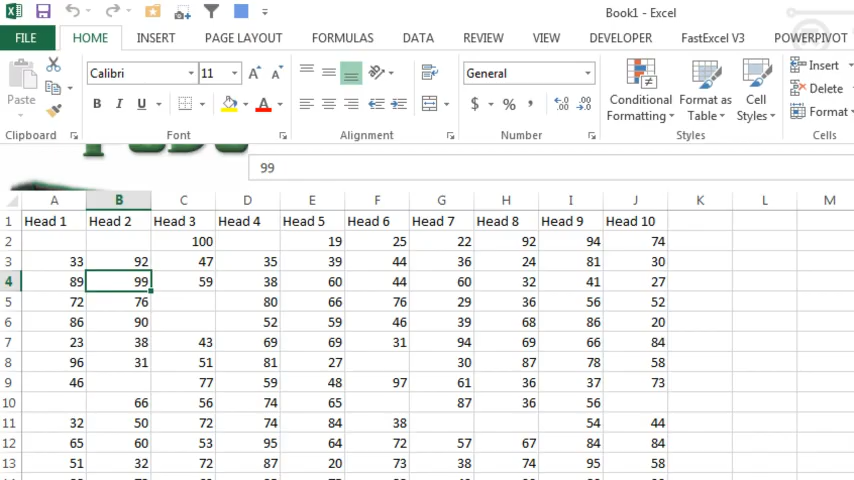 Book1 - Excel
FILE HOME INSERT PAGE LAYOUT FORMULAS DATA REVIEW VIEW DEVELOPER FastExcel V3 POWERPIVOT
Paste
Calibri 11 A A
B I U A
General
$ % ,
Conditional Formatting
Format as Table
Cell Styles
Insert
Delete
Format
Clipboard Font Alignment Number Styles Cells
99
A B C D E F G H I J K L M
1 Head 1 Head 2 Head 3 Head 4 Head 5 Head 6 Head 7 Head 8 Head 9 Head 10
2 100 19 25 22 92 94 74
3 33 92 47 35 39 44 36 24 81 30
4 89 99 59 38 60 44 60 32 41 27
5 72 76 80 66 76 29 36 56 52
6 86 90 52 59 46 39 68 86 20
7 23 38 43 69 69 31 94 69 66 84
8 96 31 51 81 27 30 87 78 58
9 46 77 59 48 97 61 36 37 73
10 66 56 74 65 87 36 56
11 32 50 72 74 84 38 54 44
12 65 60 53 95 64 72 57 67 84 84
13 51 32 72 87 20 73 38 74 95 58